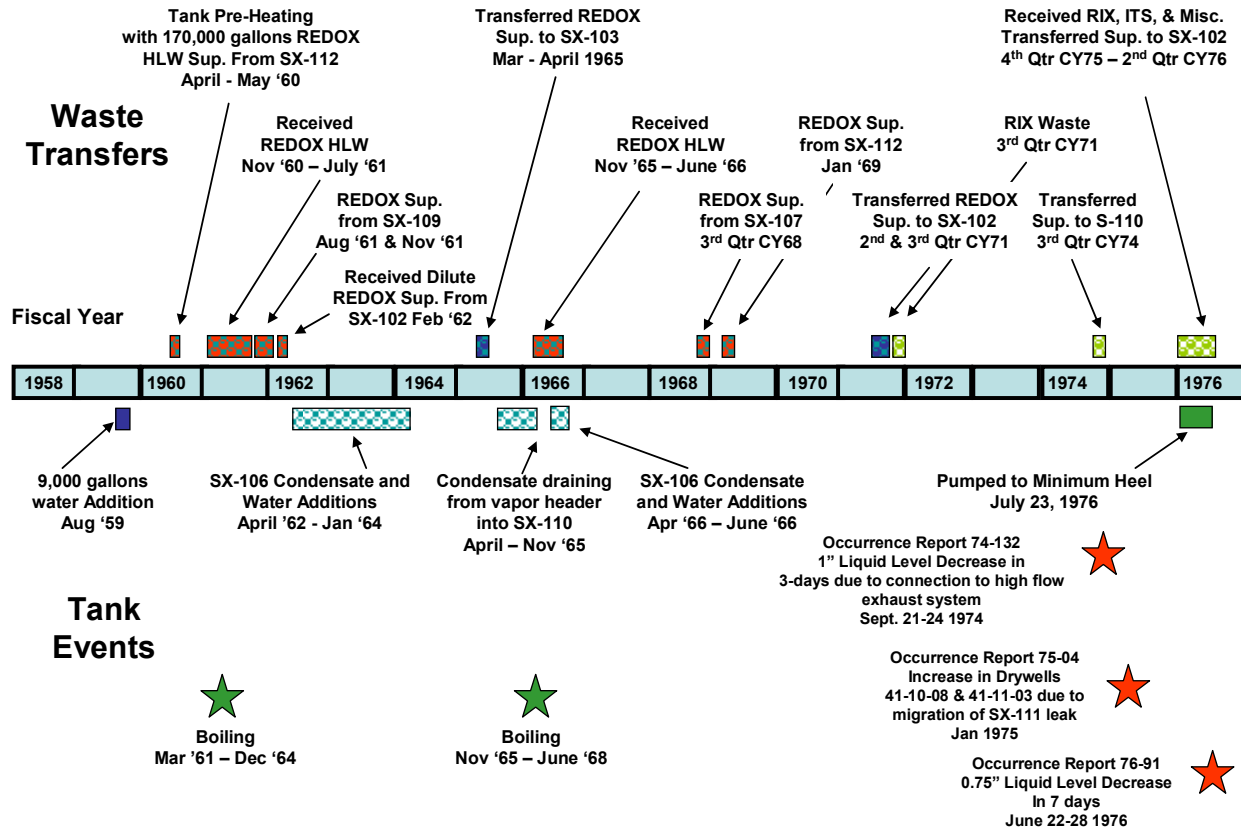 Tank Pre-Heating
with 170,000 gallons REDOX
HLW Sup. From SX-112
April - May ‘60
Transferred REDOX
Sup. to SX-103
Mar - April 1965
Received RIX, ITS, & Misc.
Transferred Sup. to SX-102
4th Qtr CY75 – 2nd Qtr CY76
Waste
Transfers
Received
REDOX HLW
Nov ‘60 – July ‘61
Received
REDOX HLW
Nov ‘65 – June ‘66
REDOX Sup.
from SX-112
Jan ‘69
RIX Waste
3rd Qtr CY71
REDOX Sup.
from SX-109
Aug ‘61 & Nov ‘61
REDOX Sup.
from SX-107
3rd Qtr CY68
Transferred REDOX
Sup. to SX-102
2nd & 3rd Qtr CY71
Transferred
Sup. to S-110
3rd Qtr CY74
Received Dilute
REDOX Sup. From
SX-102 Feb ‘62
Fiscal Year
1958 1960 1962 1964 1966 1968 1970 1972 1974 1976
9,000 gallons
water Addition
Aug ‘59
SX-106 Condensate and
Water Additions
April ’62 - Jan ‘64
Condensate draining
from vapor header
into SX-110
April – Nov ‘65
SX-106 Condensate
and Water Additions
Apr ‘66 – June ‘66
Pumped to Minimum Heel
July 23, 1976
Occurrence Report 74-132
1” Liquid Level Decrease in
3-days due to connection to high flow
exhaust system
Sept. 21-24 1974
Tank
Events
Occurrence Report 75-04
Increase in Drywells
41-10-08 & 41-11-03 due to
migration of SX-111 leak
Jan 1975
Boiling
Mar ’61 – Dec ‘64
Boiling
Nov ’65 – June ‘68
Occurrence Report 76-91
0.75” Liquid Level Decrease
In 7 days
June 22-28 1976